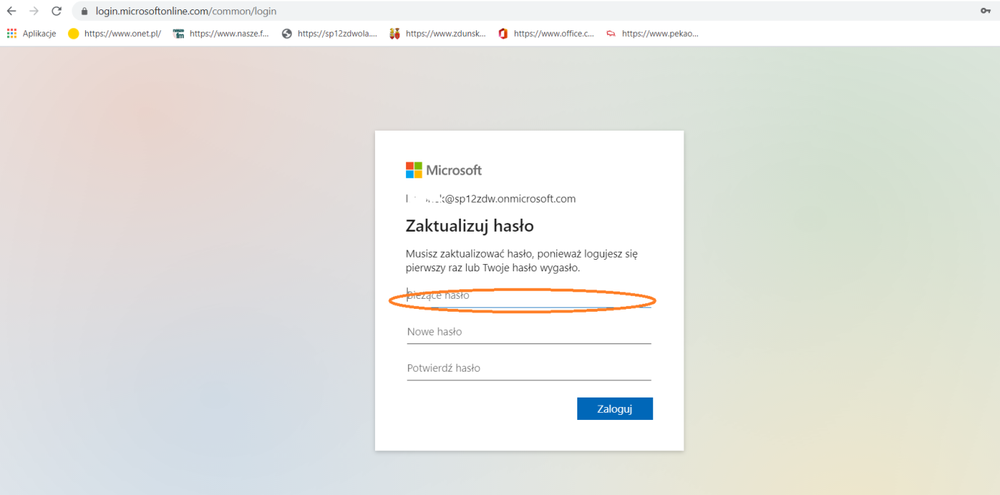 login.microsoftonline.com/common/login
Aplikacje https://www.onet.pl/ https://www.nasze.f... https://sp12zdwola.... https://www.zdunsk... https://www.office.c... https://www.pekao...
Microsoft
k@sp12zdw.onmicrosoft.com
Zaktualizuj hasło
Musisz zaktualizować hasło, ponieważ logujesz się
pierwszy raz lub Twoje hasło wygasło.
Bieżące hasło
Nowe hasło
Potwierdź hasło
Zaloguj